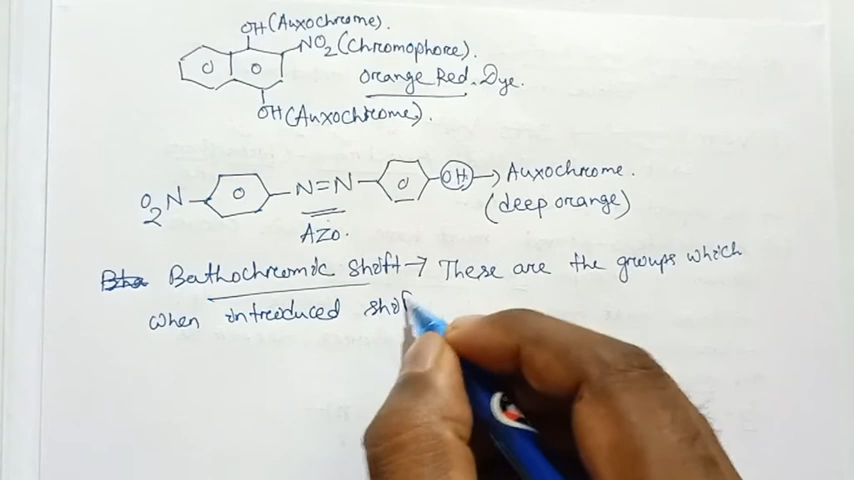 OH (Auxochrome).
NO2 (Chromophore).
orange Red. Dye.
OH (Auxochrome).
O2N N=N OH → Auxochrome.
(deep orange)
AZO.
Bathochromic Shift → These are the groups which
when introduced shif